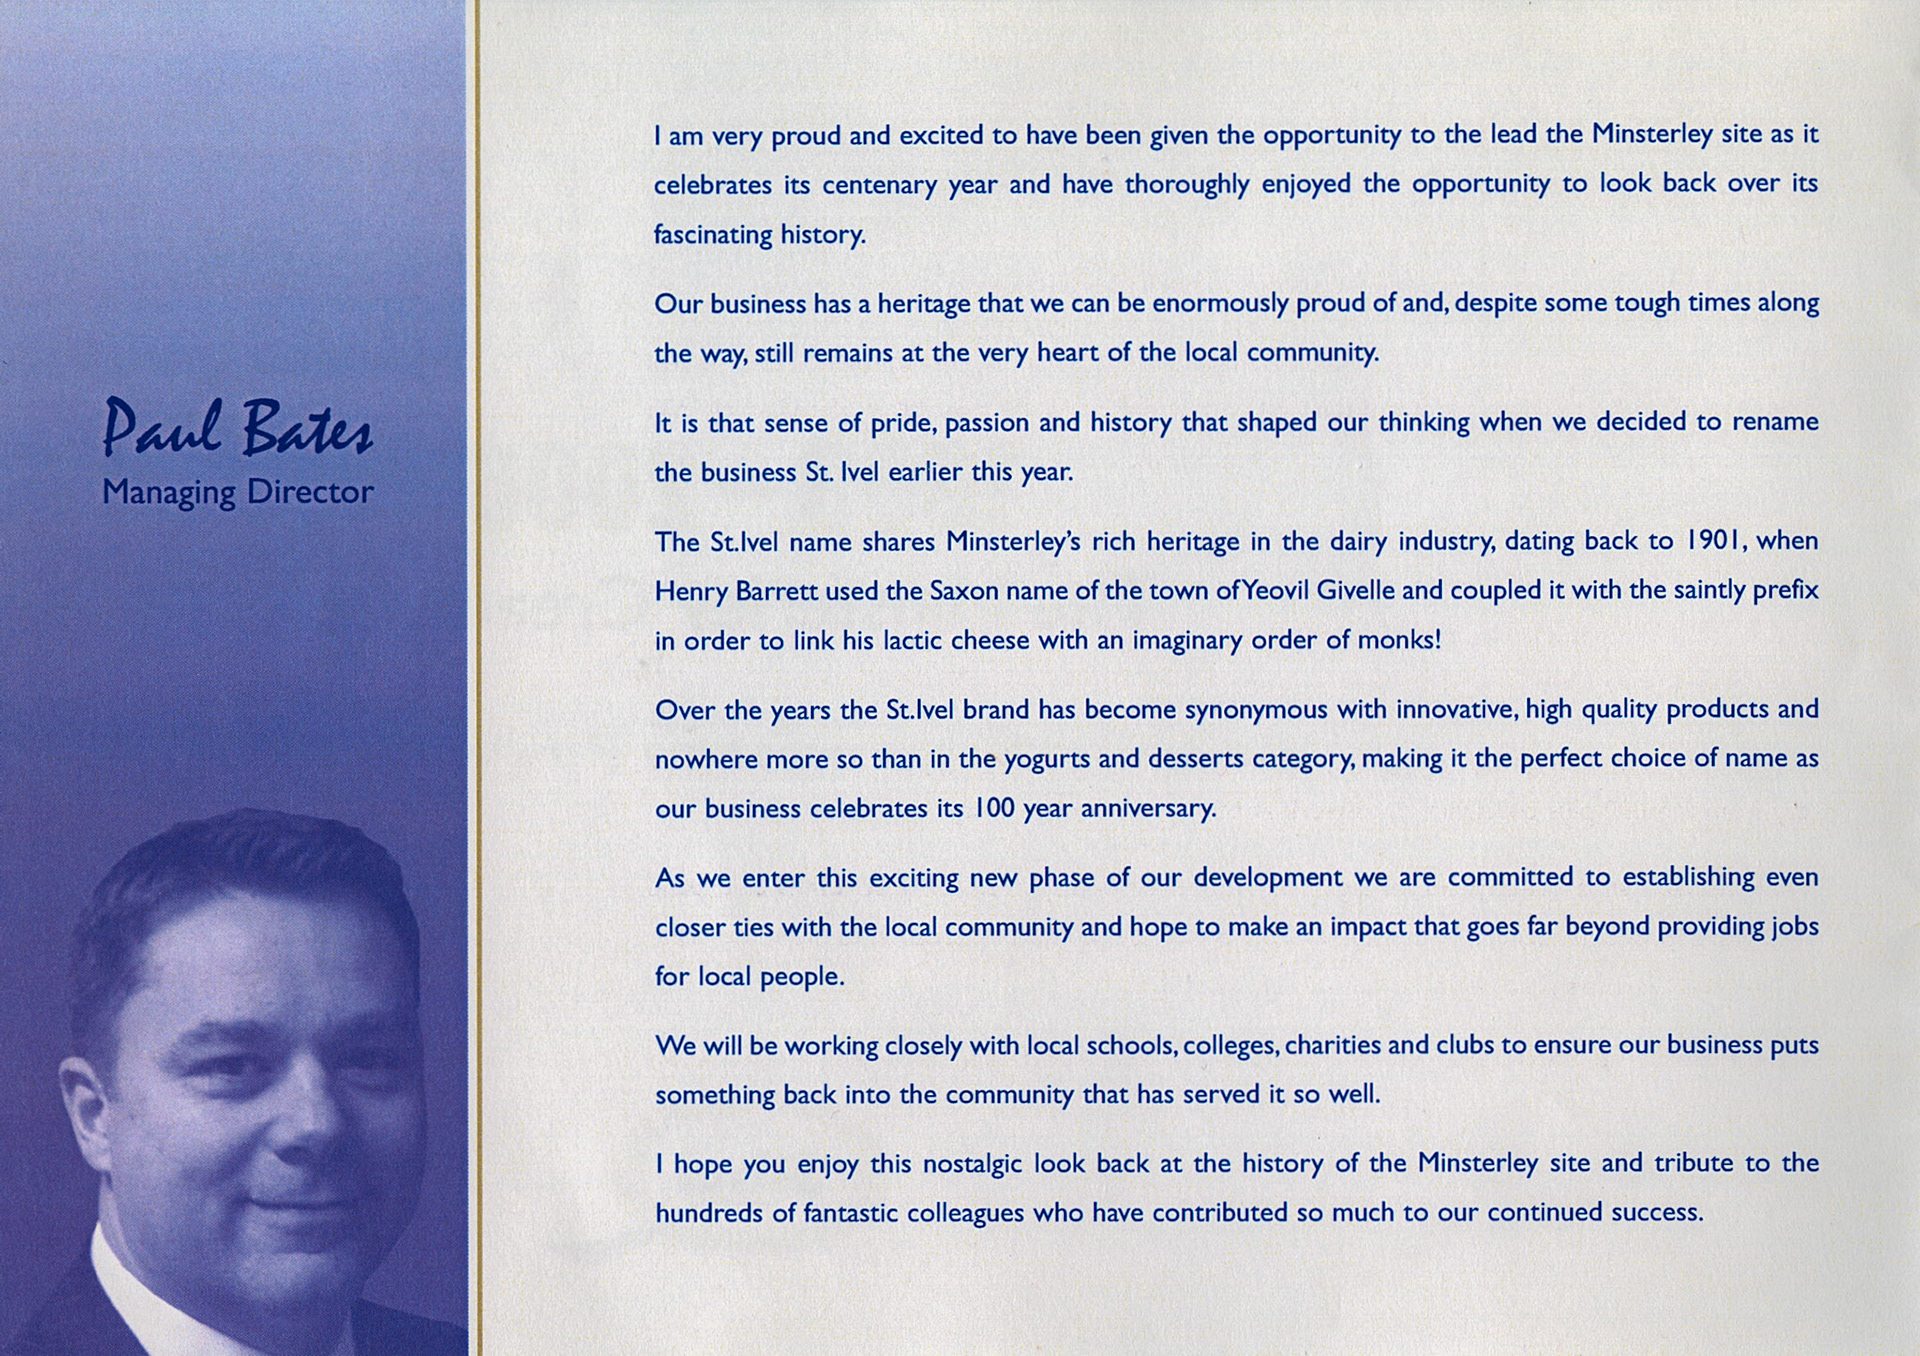 Paul Bates
Managing Director
I am very proud and excited to have been given the opportunity to the lead the Minsterley site as it
celebrates its centenary year and have thoroughly enjoyed the opportunity to look back over its
fascinating history.
Our business has a heritage that we can be enormously proud of and, despite some tough times along
the way, still remains at the very heart of the local community.
It is that sense of pride, passion and history that shaped our thinking when we decided to rename
the business St. Ivel earlier this year.
The St.Ivel name shares Minsterley's rich heritage in the dairy industry, dating back to 1901, when
Henry Barrett used the Saxon name of the town of Yeovil Givelle and coupled it with the saintly prefix
in order to link his lactic cheese with an imaginary order of monks!
Over the years the St.Ivel brand has become synonymous with innovative, high quality products and
nowhere more so than in the yogurts and desserts category, making it the perfect choice of name as
our business celebrates its 100 year anniversary.
As we enter this exciting new phase of our development we are committed to establishing even
closer ties with the local community and hope to make an impact that goes far beyond providing jobs
for local people.
We will be working closely with local schools, colleges, charities and clubs to ensure our business puts
something back into the community that has served it so well.
I hope you enjoy this nostalgic look back at the history of the Minsterley site and tribute to the
hundreds of fantastic colleagues who have contributed so much to our continued success.